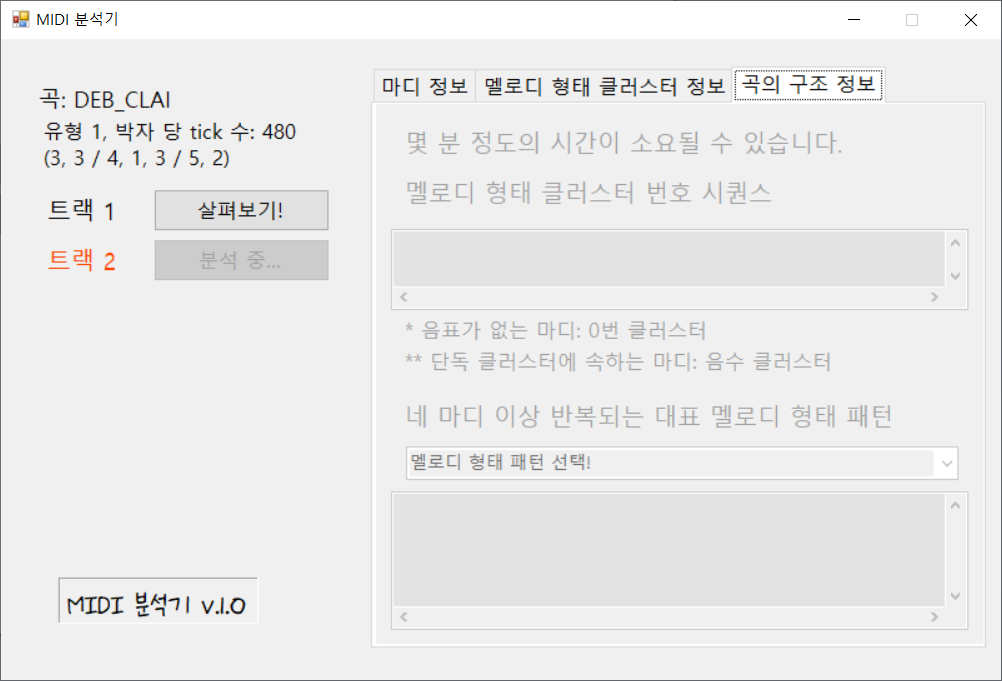 MIDI 분석기
곡: DEB_CLAI
유형 1, 박자 당 tick 수: 480
(3, 3 / 4, 1, 3 / 5, 2)
트랙 1
살펴보기!
트랙 2
분석 중...
MIDI 분석기 v.1.0
마디 정보
멜로디 형태 클러스터 정보
곡의 구조 정보
몇 분 정도의 시간이 소요될 수 있습니다.
멜로디 형태 클러스터 번호 시퀀스
* 음표가 없는 마디: 0번 클러스터
** 단독 클러스터에 속하는 마디: 음수 클러스터
네 마디 이상 반복되는 대표 멜로디 형태 패턴
멜로디 형태 패턴 선택!